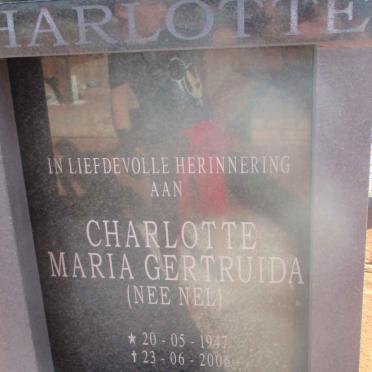 CHARLOTTE
IN LIEFDEVOLLE HERINNERING
AAN
CHARLOTTE
MARIA GERTRUIDA
(NEE NEL)
★ 20 - 05 - 1947
✝ 23 - 06 - 2006